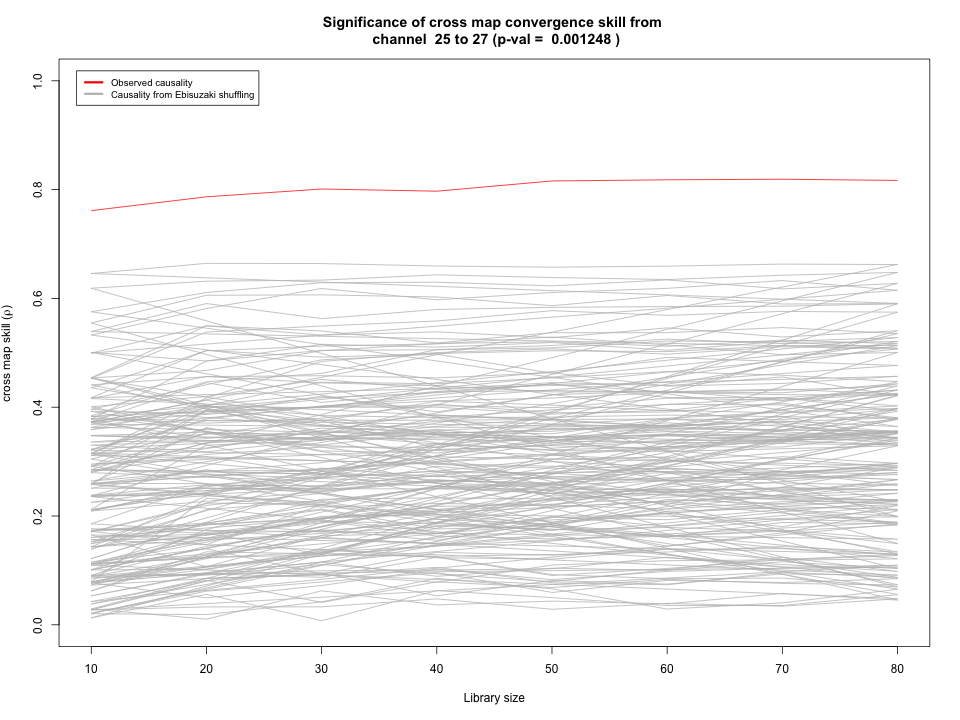 Significance of cross map convergence skill from
channel  25 to 27 (p-val =  0.001248 )
Observed causality
Causality from Ebisuzaki shuffling
cross map skill (ρ)
1.0
0.8
0.6
0.4
0.2
0.0
10 20 30 40 50 60 70 80
Library size